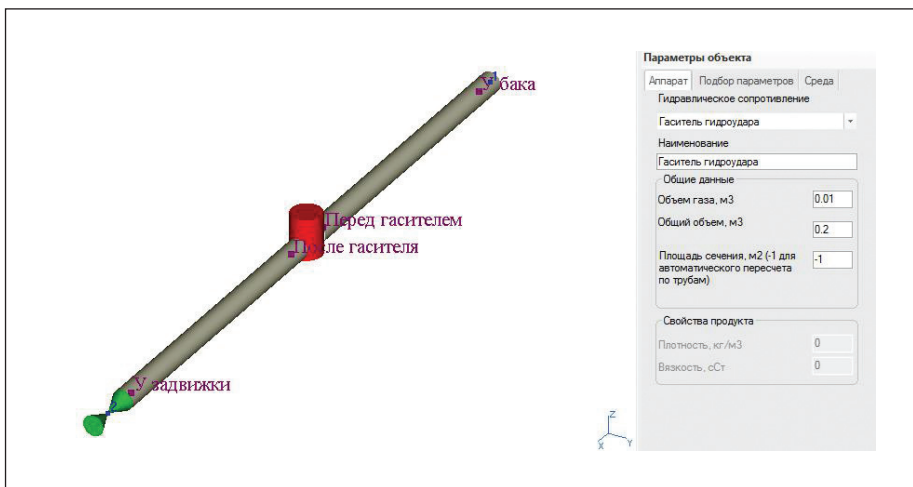 У бака
Перед гасителем
После гасителя
У задвижки
Z
X
Y
Параметры объекта
Аппарат Подбор параметров Среда
Гидравлическое сопротивление
Гаситель гидроудара
Наименование
Гаситель гидроудара
Общие данные
Объем газа, м3 0.01
Общий объем, м3 0.2
Площадь сечения, м2 (-1 для -1
автоматического пересчета
по трубам)
Свойства продукта
Плотность, кг/м3 0
Вязкость, сСт 0